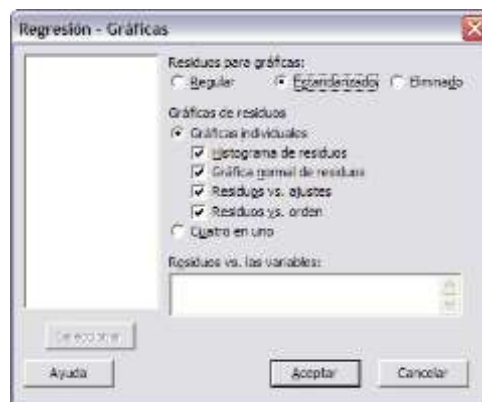 Regresión - Gráficas
Residuos para gráficas:
Regular Estandarizado Eliminado
Gráficas de residuos
Gráficas individuales
Histograma de residuos
Gráfica normal de residuos
Residuos vs. ajustes
Residuos vs. orden
Cuatro en uno
Residuos vs. las variables:
Seleccionar
Ayuda Aceptar Cancelar